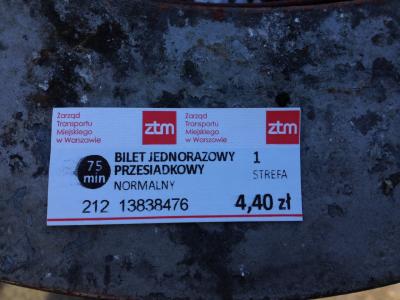 Zarząd
Transportu
Miejskiego
w Warszawie
ztm
Zarząd
Transportu
Miejskiego
w Warszawie
ztm
75
min
BILET JEDNORAZOWY
PRZESIADKOWY
NORMALNY
1
STREFA
212 13838476
4,40 zł